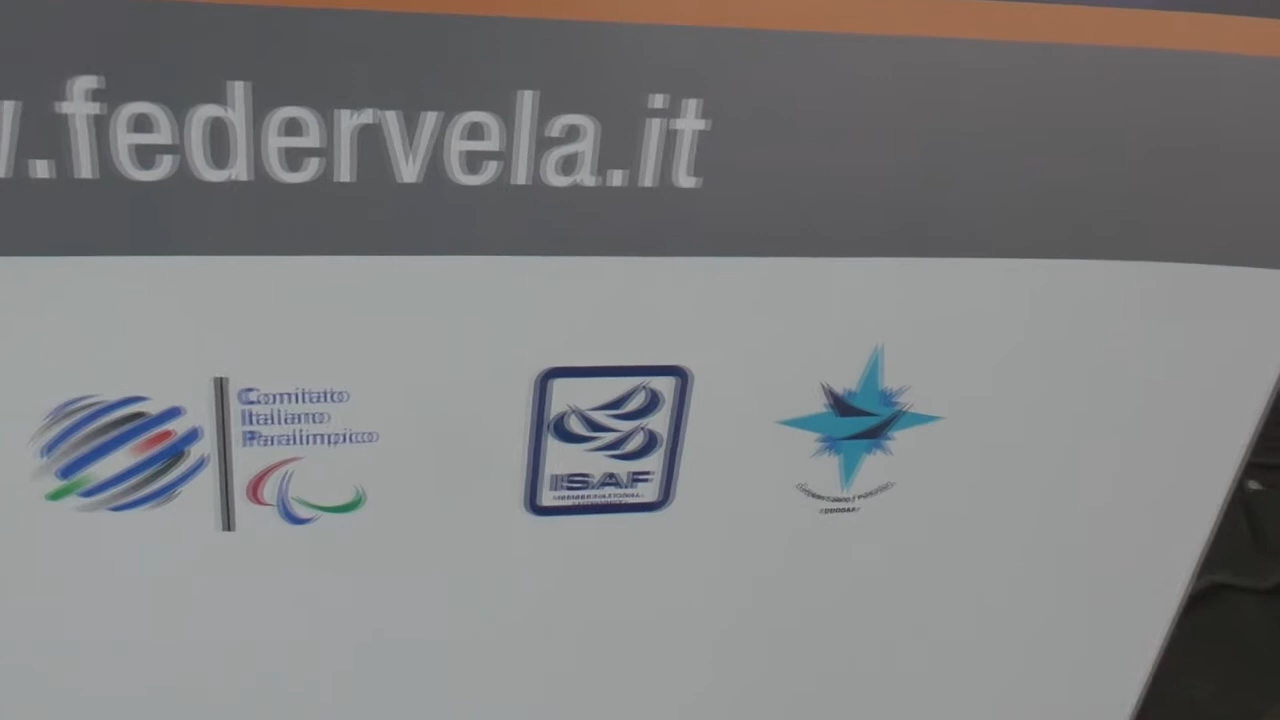 .federvela.it
Comitato
Italiano
Paralimpico
ISAF